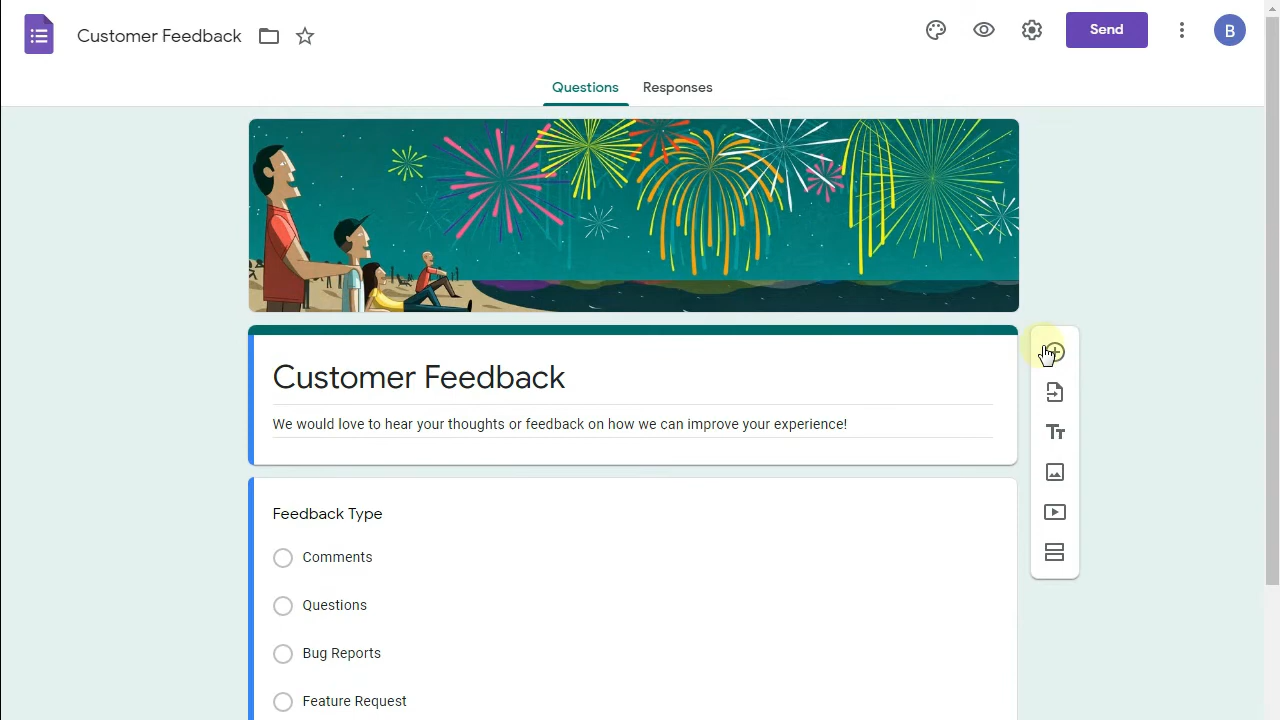 Customer Feedback
Send
B
Questions Responses
Customer Feedback
We would love to hear your thoughts or feedback on how we can improve your experience!
Tт
Feedback Type
Comments
Questions
Bug Reports
Feature Request